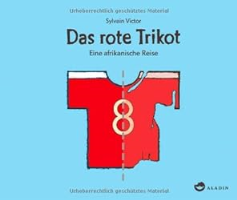 Urheberrechtlich geschütztes Material
Sylvain Victor
Das rote Trikot
Eine afrikanische Reise
8
ALADIN
Urheberrechtlich geschütztes Material